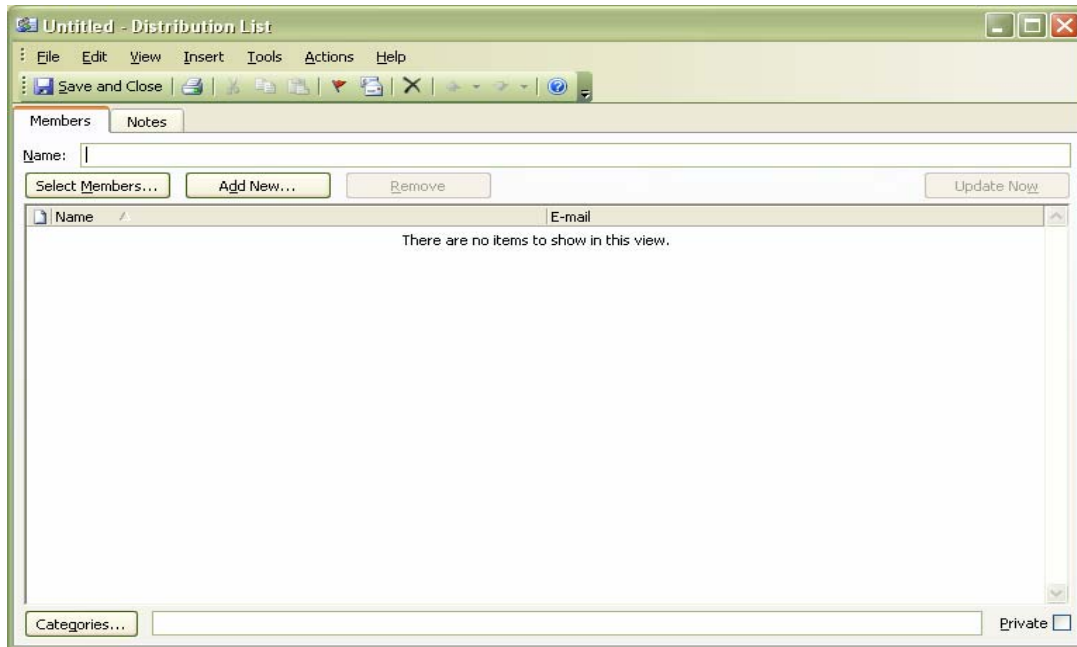 Untitled - Distribution List
File Edit View Insert Tools Actions Help
Save and Close
Members Notes
Name:
Select Members... Add New... Remove Update Now
Name E-mail
There are no items to show in this view.
Categories... Private